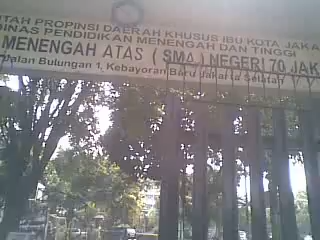 TAH PROPINSI DAERAH KHUSUS IBU KOTA JAKA
DINAS PENDIDIKAN MENENGAH DAN TINGGI
MENENGAH ATAS ( SMA ) NEGERI 70 JAK
Jalan Bulungan 1, Kebayoran Baru Jakarta Selatan